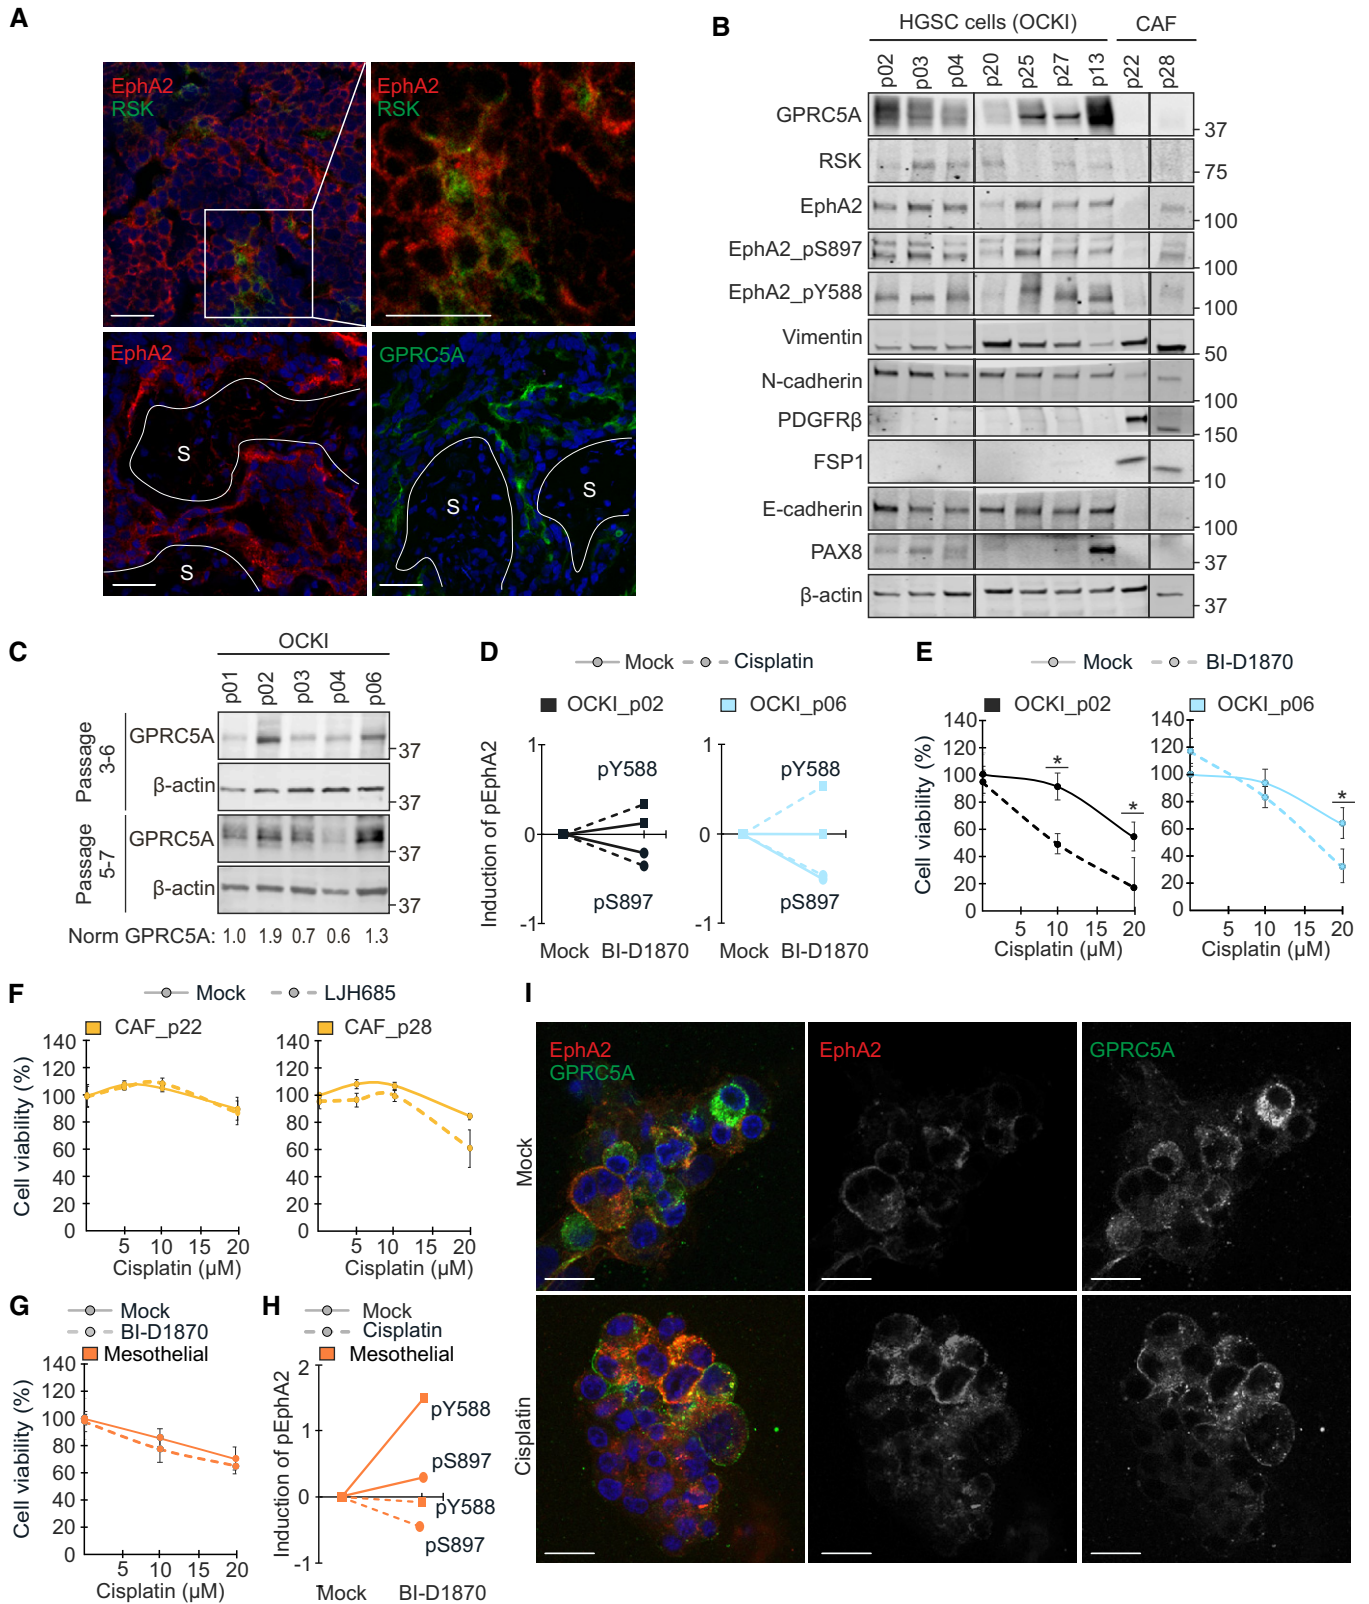 A
EphA2
RSK
EphA2
RSK
EphA2
S
S
GPRC5A
S
S
B
HGSC cells (OCKI)
CAF
p02
p03
p04
p20
p25
p27
p13
p22
p28
GPRC5A
37
RSK
75
EphA2
100
EphA2_pS897
100
EphA2_pY588
100
Vimentin
50
N-cadherin
100
PDGFRβ
150
FSP1
10
E-cadherin
100
PAX8
37
β-actin
37
C
OCKI
p01
p02
p03
p04
p06
Passage
3-6
GPRC5A
37
β-actin
37
Passage
5-7
GPRC5A
37
β-actin
37
Norm GPRC5A: 1.0 1.9 0.7 0.6 1.3
D
Mock
Cisplatin
OCKI_p02
OCKI_p06
Induction of pEphA2
1
0
-1
pY588
pS897
Mock BI-D1870
1
0
-1
pY588
pS897
Mock BI-D1870
E
Mock
BI-D1870
OCKI_p02
OCKI_p06
Cell viability (%)
140
120
100
80
60
40
20
0
*
*
5 10 15 20
Cisplatin (µM)
140
120
100
80
60
40
20
0
*
5 10 15 20
Cisplatin (µM)
F
Mock
LJH685
CAF_p22
CAF_p28
Cell viability (%)
140
120
100
80
60
40
20
0
5 10 15 20
Cisplatin (µM)
140
120
100
80
60
40
20
0
5 10 15 20
Cisplatin (µM)
G
Mock
BI-D1870
Mesothelial
Cell viability (%)
140
120
100
80
60
40
20
0
5 10 15 20
Cisplatin (µM)
H
Mock
Cisplatin
Mesothelial
Induction of pEphA2
2
1
0
-1
pY588
pS897
pY588
pS897
Mock BI-D1870
I
Mock
EphA2
GPRC5A
EphA2
GPRC5A
Cisplatin